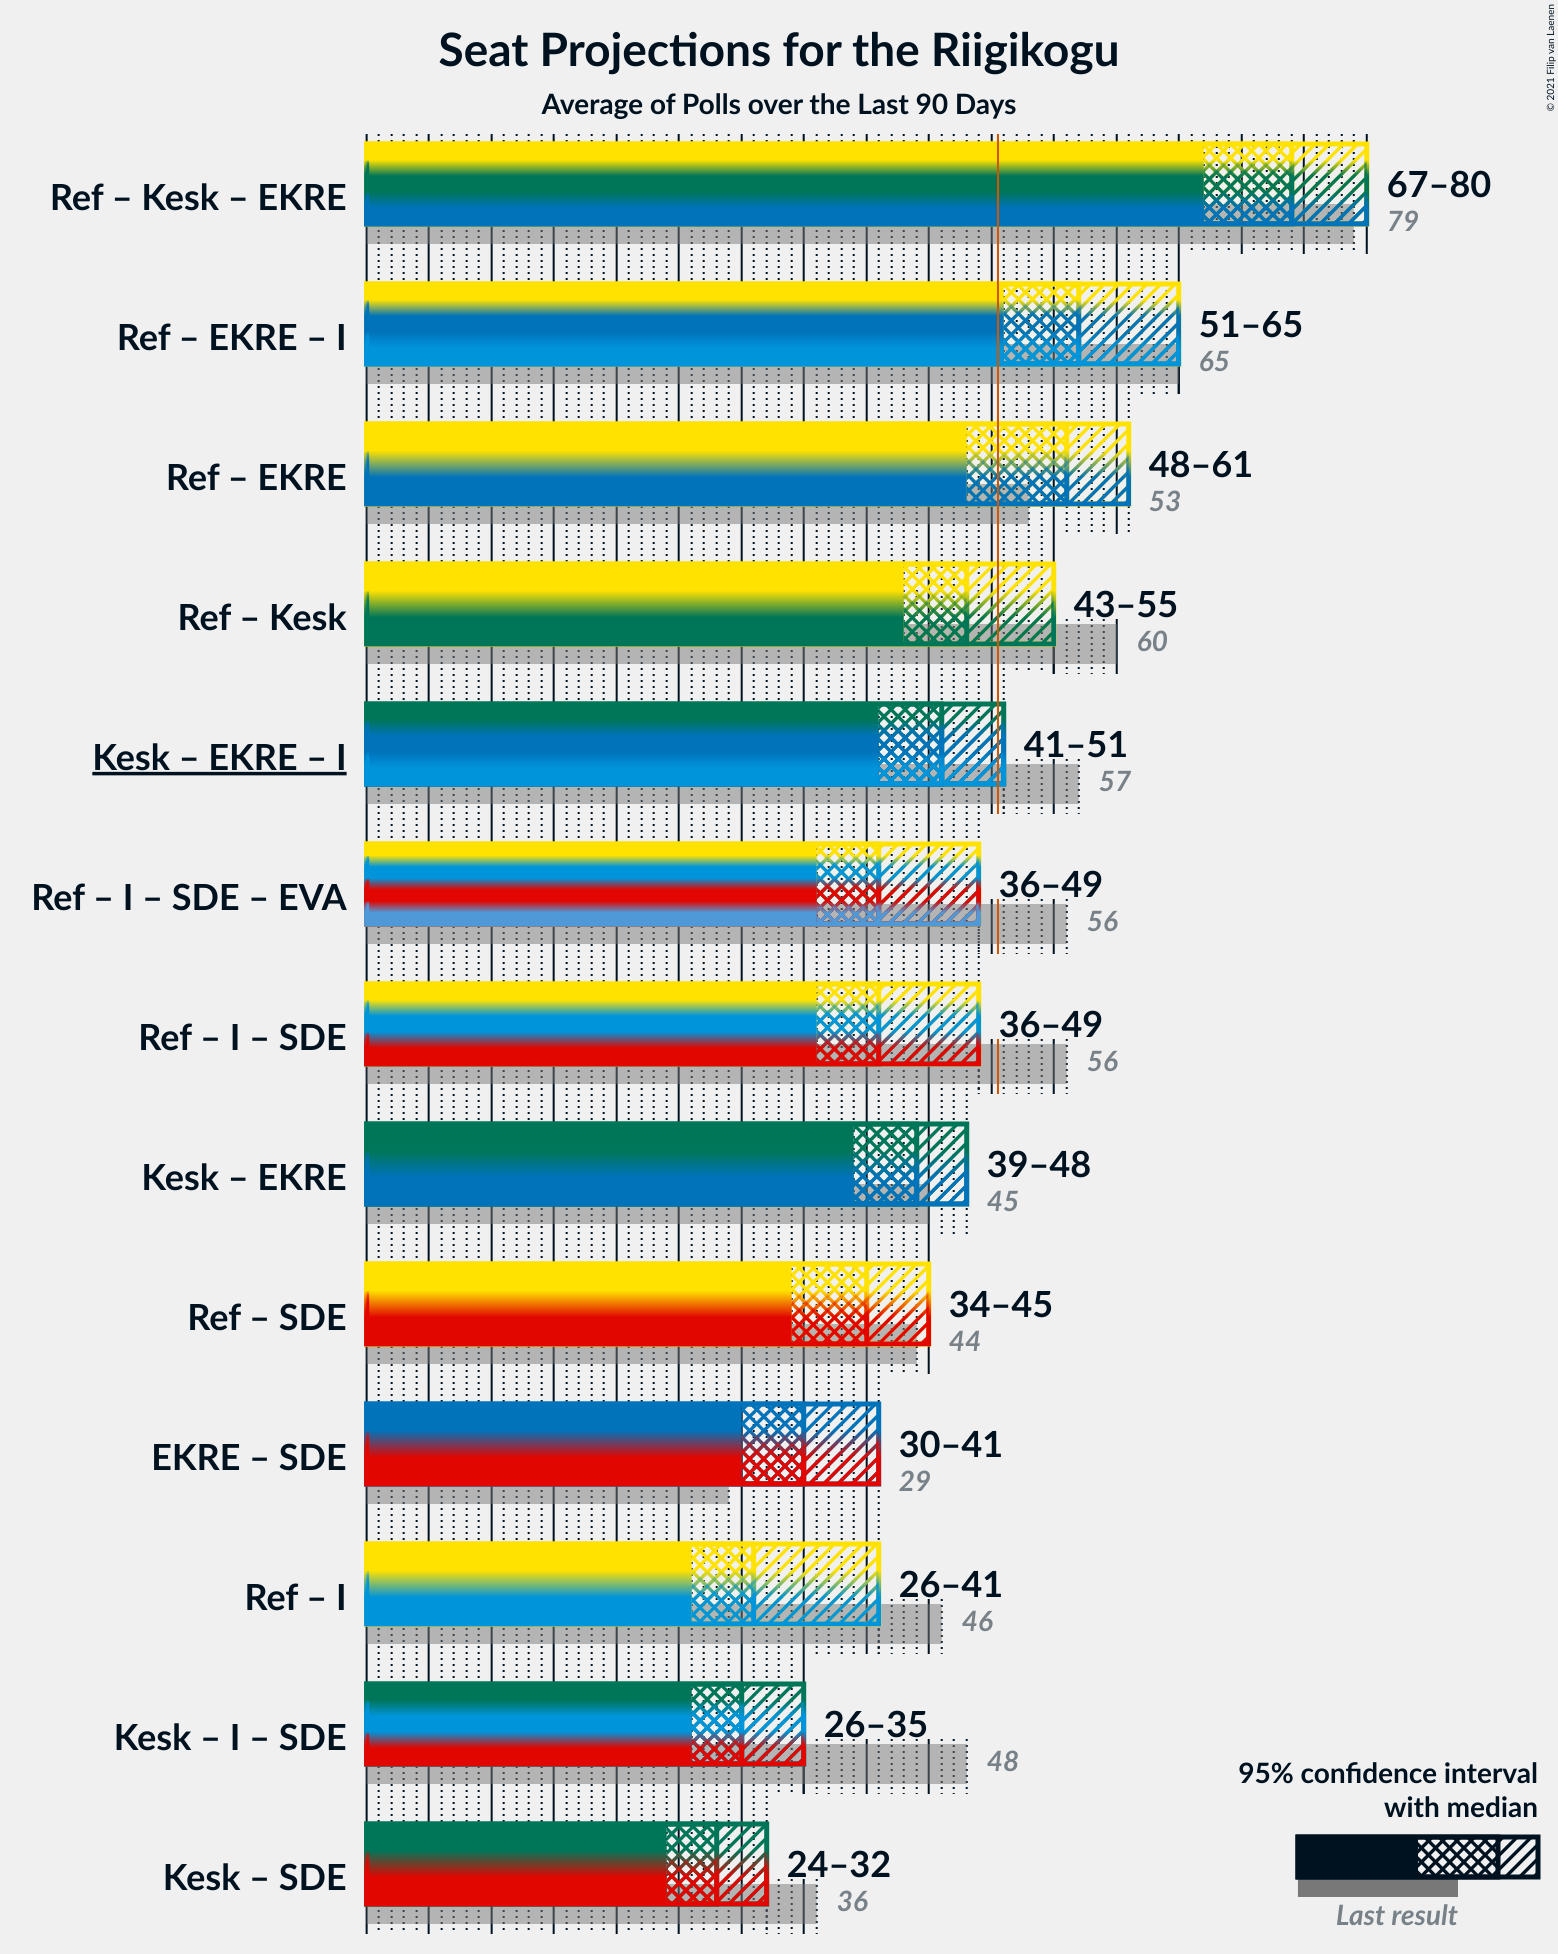 Seat Projections for the Riigikogu
Average of Polls over the Last 90 Days
© 2021 Filip van Laenen
Ref – Kesk – EKRE
67–80
79
Ref – EKRE – I
51–65
65
Ref – EKRE
48–61
53
Ref – Kesk
43–55
60
Kesk – EKRE – I
41–51
57
Ref – I – SDE – EVA
36–49
56
Ref – I – SDE
36–49
56
Kesk – EKRE
39–48
45
Ref – SDE
34–45
44
EKRE – SDE
30–41
29
Ref – I
26–41
46
Kesk – I – SDE
26–35
48
Kesk – SDE
24–32
36
95% confidence interval
with median
Last result